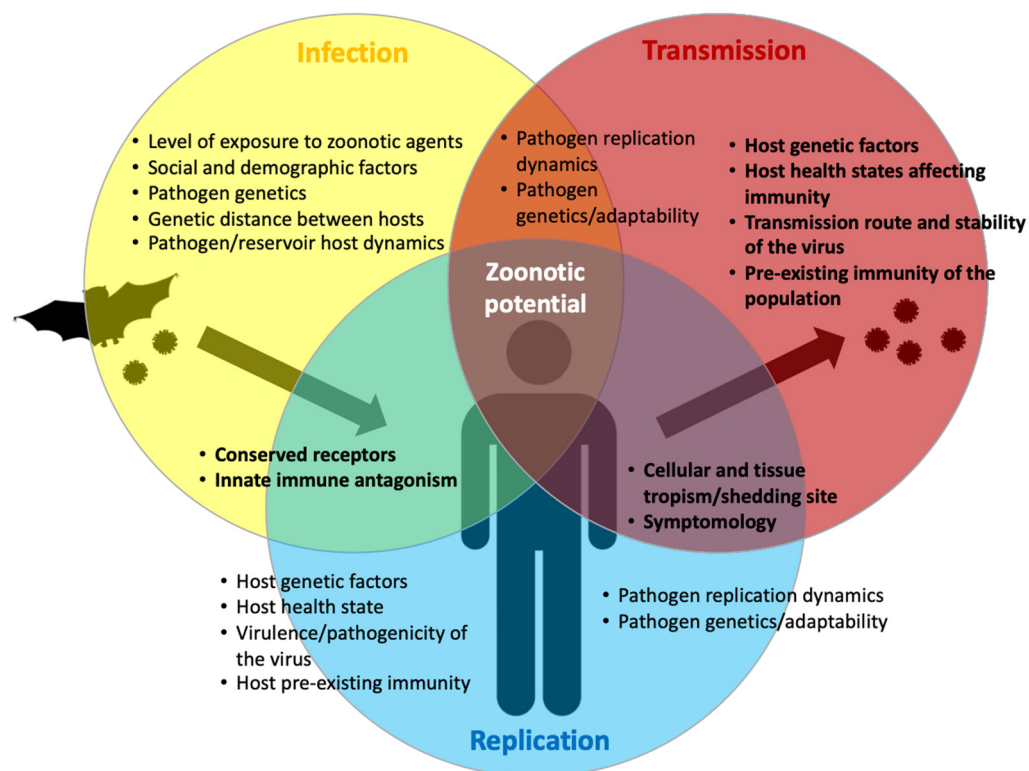 Infection
Transmission
• Level of exposure to zoonotic agents
• Social and demographic factors
• Pathogen genetics
• Genetic distance between hosts
• Pathogen/reservoir host dynamics
• Pathogen replication
dynamics
• Pathogen
genetics/adaptability
• Host genetic factors
• Host health states affecting
immunity
• Transmission route and stability
of the virus
• Pre-existing immunity of the
population
Zoonotic
potential
• Conserved receptors
• Innate immune antagonism
• Cellular and tissue
tropism/shedding site
• Symptomology
• Host genetic factors
• Host health state
• Virulence/pathogenicity of
the virus
• Host pre-existing immunity
• Pathogen replication dynamics
• Pathogen genetics/adaptability
Replication